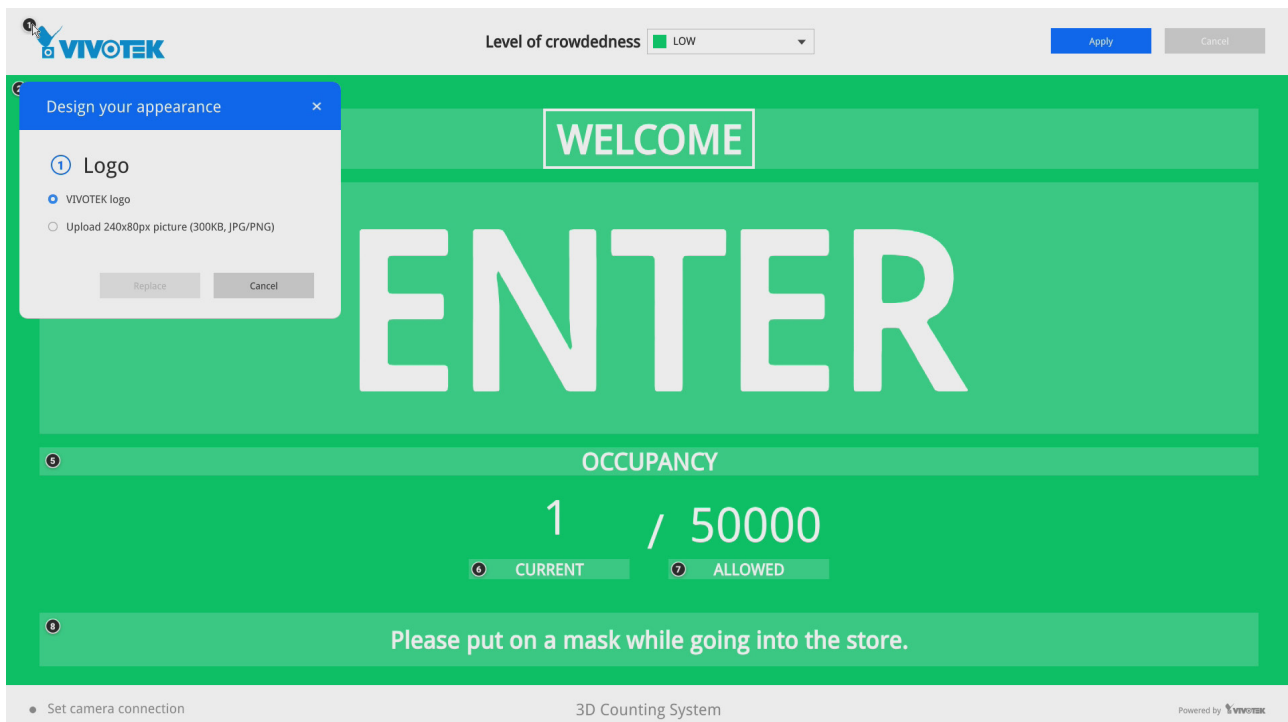 1
VIVOTEK
Level of crowdedness LOW
Apply
Cancel
2
Design your appearance ×
1 Logo
VIVOTEK logo
Upload 240x80px picture (300KB, JPG/PNG)
Replace
Cancel
WELCOME
ENTER
5 OCCUPANCY
1 / 50000
6 CURRENT
7 ALLOWED
8 Please put on a mask while going into the store.
Set camera connection
3D Counting System
Powered by VIVOTEK